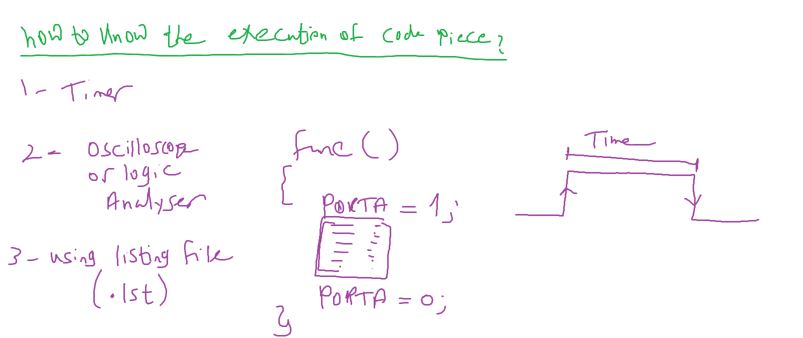 how to know the execution of code piece?
1- Timer
2- Oscilloscope
or logic
Analyser
3- using listing file
(.lst)
func ()
{
PORTA = 1;
PORTA = 0;
}
Time